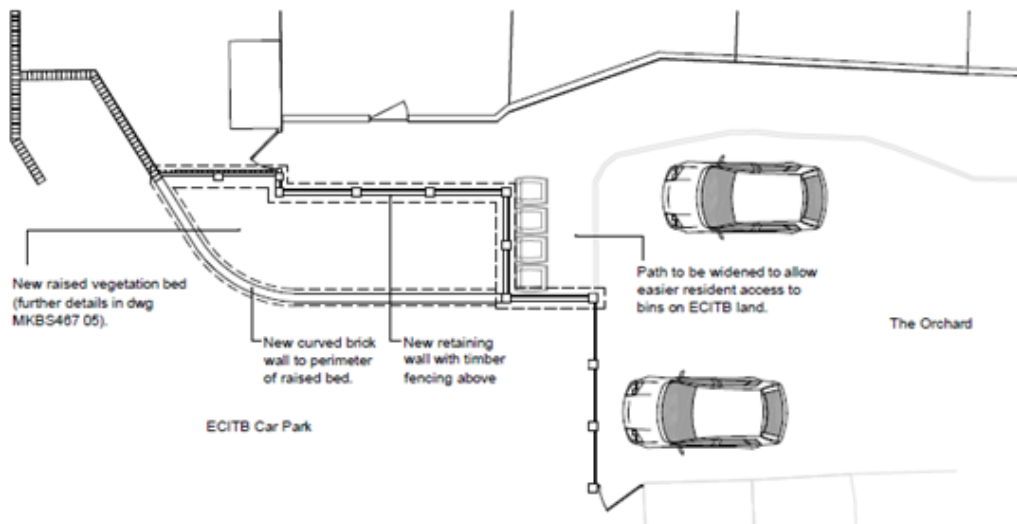 New raised vegetation bed
(further details in dwg
MKBS467 05).
New curved brick
wall to perimeter
of raised bed.
New retaining
wall with timber
fencing above
Path to be widened to allow
easier resident access to
bins on ECITB land.
The Orchard
ECITB Car Park